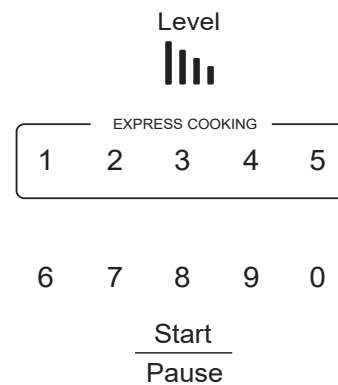 Level
EXPRESS COOKING
1 2 3 4 5
6 7 8 9 0
Start
Pause